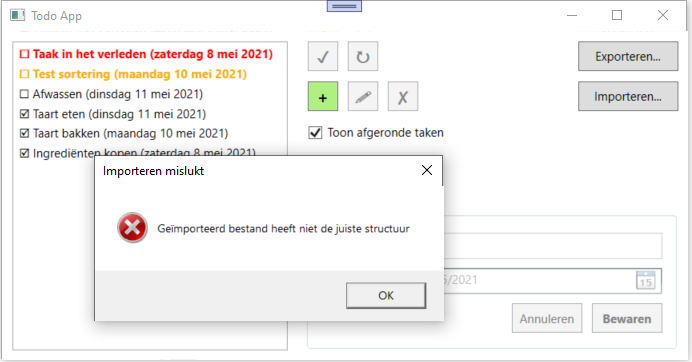 Todo App
Taak in het verleden (zaterdag 8 mei 2021)
Test sortering (maandag 10 mei 2021)
Afwassen (dinsdag 11 mei 2021)
Taart eten (dinsdag 11 mei 2021)
Taart bakken (maandag 10 mei 2021)
Ingrediënten kopen (zaterdag 8 mei 2021)
Exporteren...
+
Importeren...
Toon afgeronde taken
Importeren mislukt
Geïmporteerd bestand heeft niet de juiste structuur
OK
/2021
15
Annuleren
Bewaren